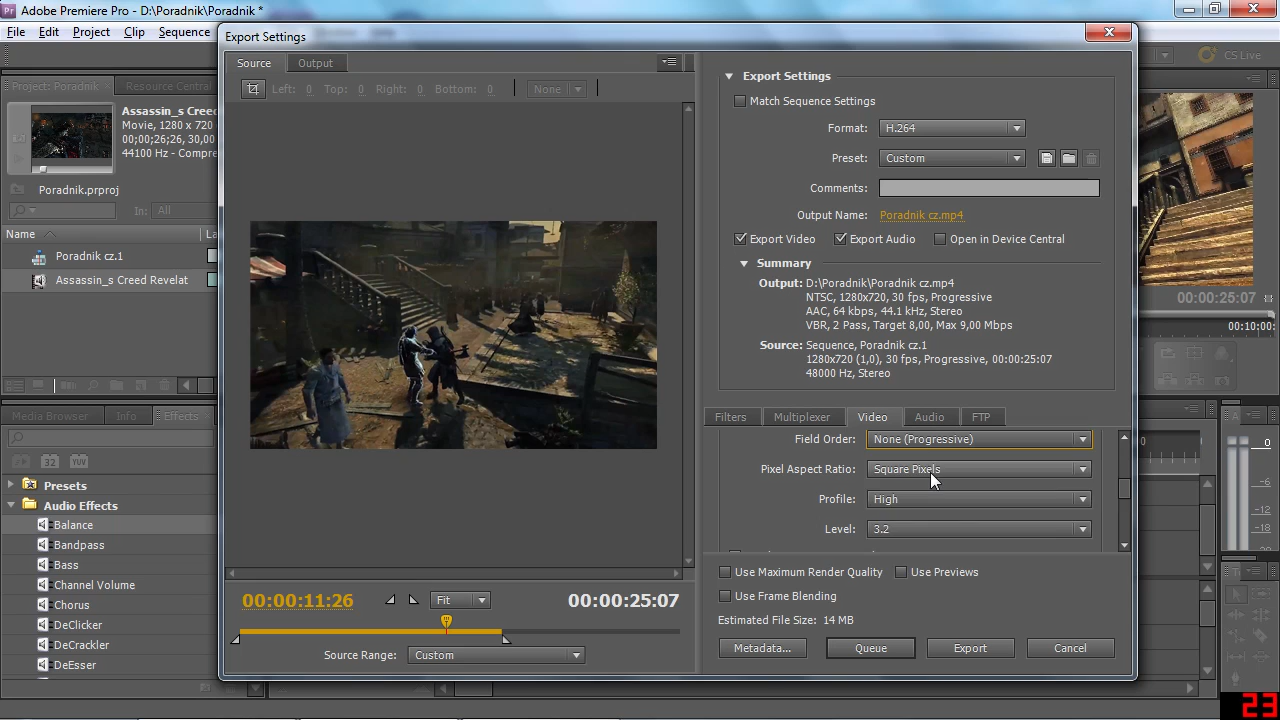 Adobe Premiere Pro - D:\Poradnik\Poradnik *
File Edit Project Clip Sequence
Export Settings
CS Live
Project: Poradnik
Resource Central
Assassin_s Creed
Movie, 1280 x 720
00;00;26;26, 30,00
44100 Hz - Compre
Poradnik.prproj
In: All
Name
La
Poradnik cz.1
Assassin_s Creed Revelat
Media Browser Info Effects
32 YUV
Presets
Audio Effects
Balance
Bandpass
Bass
Channel Volume
Chorus
DeClicker
DeCrackler
DeEsser
Source Output
Left: 0 Top: 0 Right: 0 Bottom: 0 None
00:00:11:26
Fit
00:00:25:07
Source Range: Custom
Export Settings
Match Sequence Settings
Format: H.264
Preset: Custom
Comments:
Output Name: Poradnik cz.mp4
Export Video Export Audio Open in Device Central
Summary
Output: D:\Poradnik\Poradnik cz.mp4
NTSC, 1280x720, 30 fps, Progressive
AAC, 64 kbps, 44.1 kHz, Stereo
VBR, 2 Pass, Target 8,00, Max 9,00 Mbps
Source: Sequence, Poradnik cz.1
1280x720 (1,0), 30 fps, Progressive, 00:00:25:07
48000 Hz, Stereo
Filters Multiplexer Video Audio FTP
Field Order: None (Progressive)
Pixel Aspect Ratio: Square Pixels
Profile: High
Level: 3.2
Use Maximum Render Quality Use Previews
Use Frame Blending
Estimated File Size: 14 MB
Metadata... Queue Export Cancel
00:00:25:07
00:10:00:
A
0
-6
-12
-18
T
23